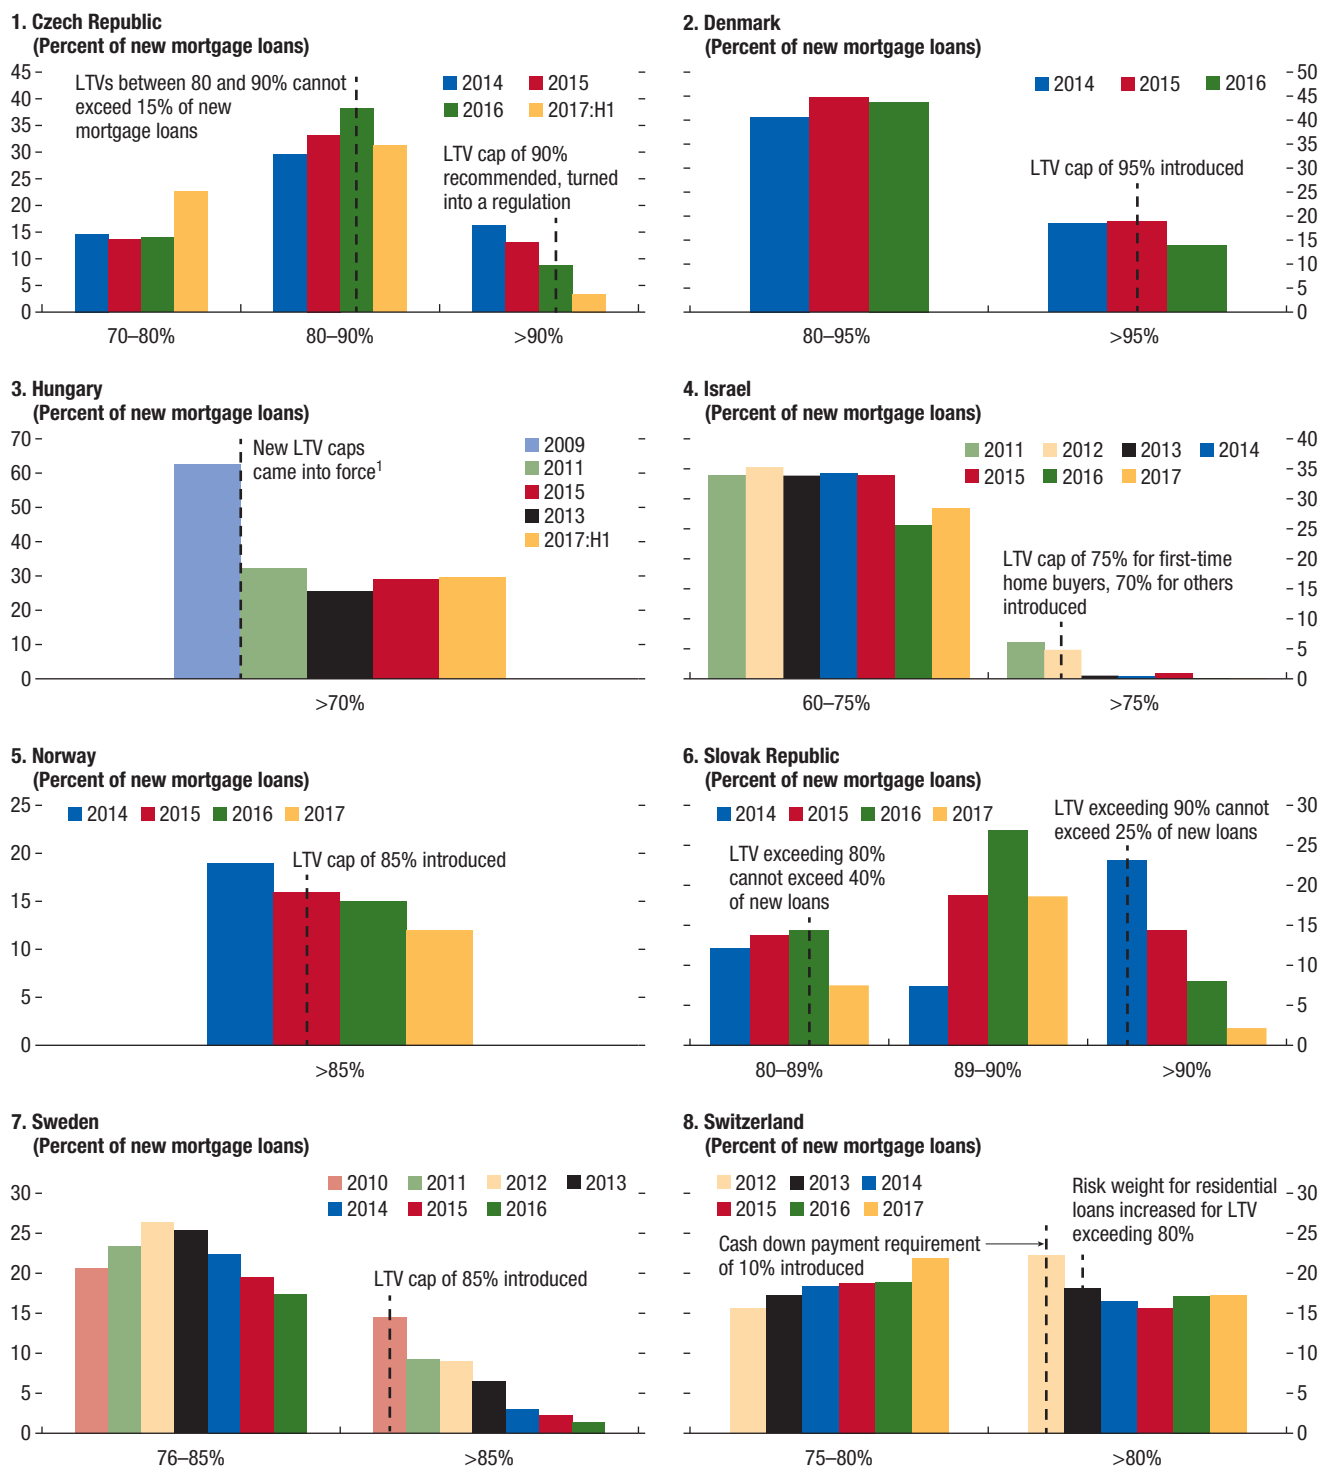 1. Czech Republic
(Percent of new mortgage loans)
45
40
35
30
25
20
15
10
5
0
LTVs between 80 and 90% cannot
exceed 15% of new
mortgage loans
2014 2015
2016 2017:H1
LTV cap of 90%
recommended, turned
into a regulation
70–80% 80–90% >90%
2. Denmark
(Percent of new mortgage loans)
2014 2015 2016
LTV cap of 95% introduced
50
45
40
35
30
25
20
15
10
5
0
80–95% >95%
3. Hungary
(Percent of new mortgage loans)
70
60
50
40
30
20
10
0
New LTV caps
came into force1
2009
2011
2015
2013
2017:H1
>70%
4. Israel
(Percent of new mortgage loans)
2011 2012 2013 2014
2015 2016 2017
LTV cap of 75% for first-time
home buyers, 70% for others
introduced
40
35
30
25
20
15
10
5
0
60–75% >75%
5. Norway
(Percent of new mortgage loans)
25
20
15
10
5
0
2014 2015 2016 2017
LTV cap of 85% introduced
>85%
6. Slovak Republic
(Percent of new mortgage loans)
2014 2015 2016 2017
LTV exceeding 80%
cannot exceed 40%
of new loans
LTV exceeding 90% cannot
exceed 25% of new loans
30
25
20
15
10
5
0
80–89% 89–90% >90%
7. Sweden
(Percent of new mortgage loans)
30
25
20
15
10
5
0
2010 2011 2012 2013
2014 2015 2016
LTV cap of 85% introduced
76–85% >85%
8. Switzerland
(Percent of new mortgage loans)
2012 2013 2014
2015 2016 2017
Cash down payment requirement
of 10% introduced
Risk weight for residential
loans increased for LTV
exceeding 80%
30
25
20
15
10
5
0
75–80% >80%